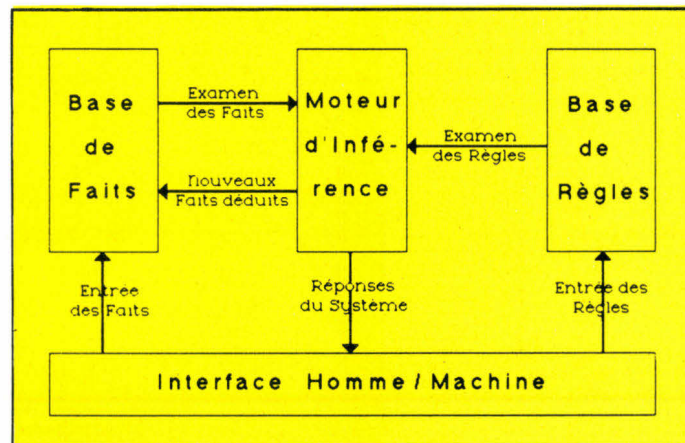 Base
de
Faits
Examen
des Faits
Nouveaux
Faits déduits
Moteur
d'Infé-
rence
Examen
des Règles
Base
de
Règles
Entrée
des Faits
Réponses
du Système
Entrée des
Règles
Interface Homme / Machine